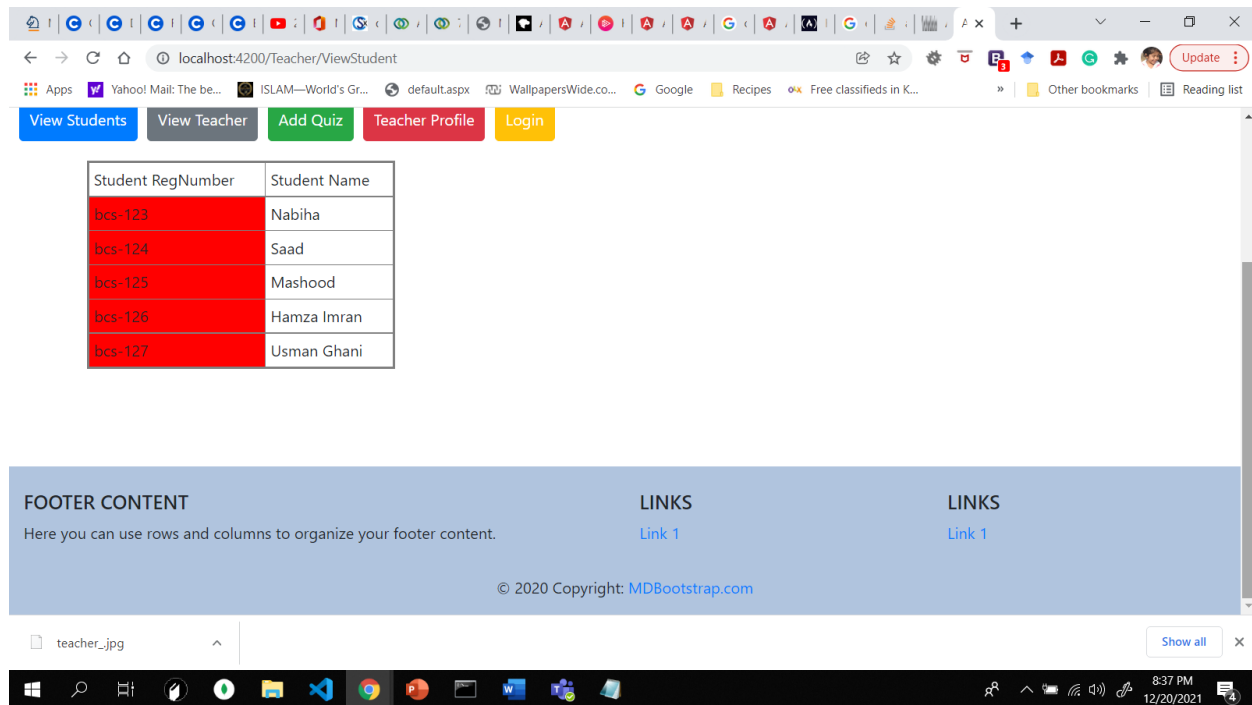 localhost:4200/Teacher/ViewStudent
Update
Apps
Yahoo! Mail: The be...
ISLAM—World's Gr...
default.aspx
WallpapersWide.co...
Google
Recipes
Free classifieds in K...
»
Other bookmarks
Reading list
View Students
View Teacher
Add Quiz
Teacher Profile
Login
Student RegNumber Student Name
bcs-123 Nabiha
bcs-124 Saad
bcs-125 Mashood
bcs-126 Hamza Imran
bcs-127 Usman Ghani
FOOTER CONTENT
Here you can use rows and columns to organize your footer content.
LINKS
Link 1
LINKS
Link 1
© 2020 Copyright: MDBootstrap.com
teacher_.jpg
Show all
8:37 PM
12/20/2021
4